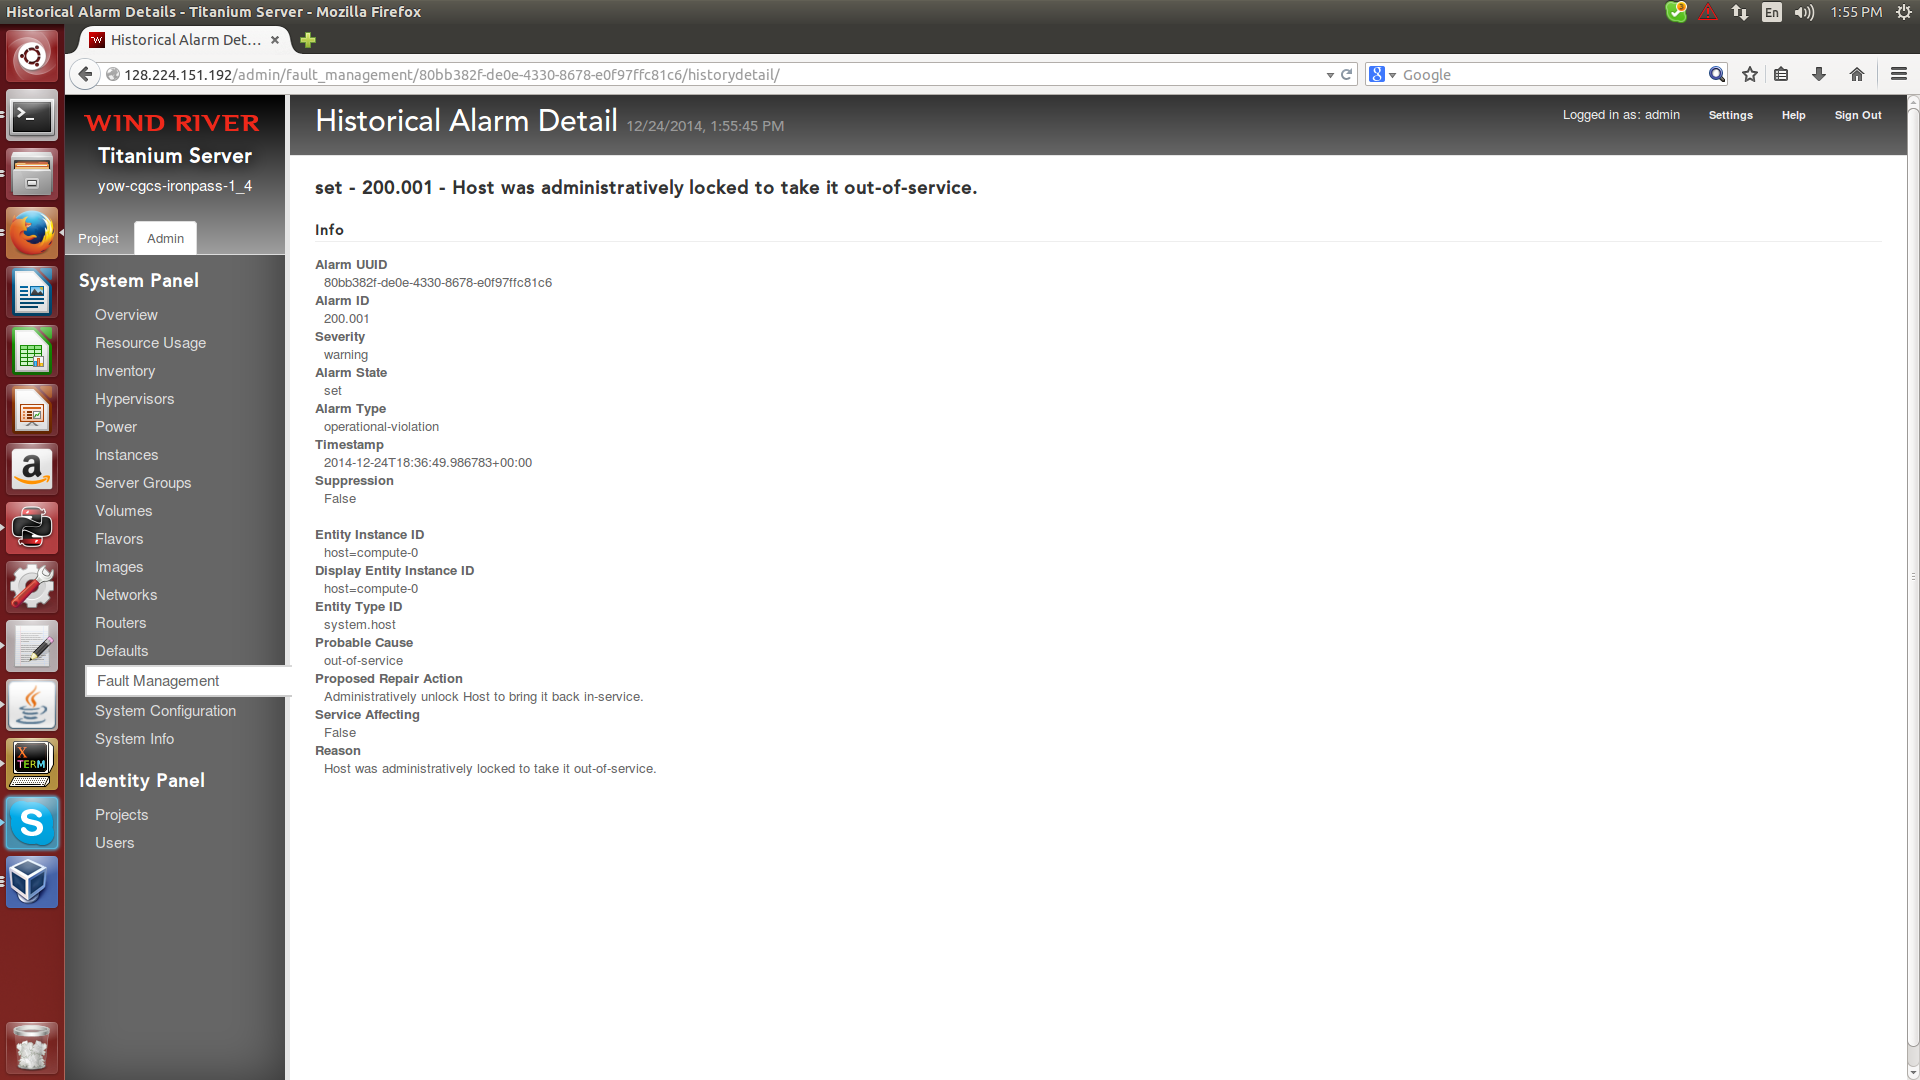 Historical Alarm Details - Titanium Server - Mozilla Firefox
En
1:55 PM
Historical Alarm Det...
128.224.151.192/admin/fault_management/80bb382f-de0e-4330-8678-e0f97ffc81c6/historydetail/
Google
WIND RIVER
Titanium Server
yow-cgcs-ironpass-1_4
Project
Admin
System Panel
Overview
Resource Usage
Inventory
Hypervisors
Power
Instances
Server Groups
Volumes
Flavors
Images
Networks
Routers
Defaults
Fault Management
System Configuration
System Info
Identity Panel
Projects
Users
Historical Alarm Detail 12/24/2014, 1:55:45 PM
Logged in as: admin
Settings
Help
Sign Out
set - 200.001 - Host was administratively locked to take it out-of-service.
Info
Alarm UUID
80bb382f-de0e-4330-8678-e0f97ffc81c6
Alarm ID
200.001
Severity
warning
Alarm State
set
Alarm Type
operational-violation
Timestamp
2014-12-24T18:36:49.986783+00:00
Suppression
False
Entity Instance ID
host=compute-0
Display Entity Instance ID
host=compute-0
Entity Type ID
system.host
Probable Cause
out-of-service
Proposed Repair Action
Administratively unlock Host to bring it back in-service.
Service Affecting
False
Reason
Host was administratively locked to take it out-of-service.
X
TERM